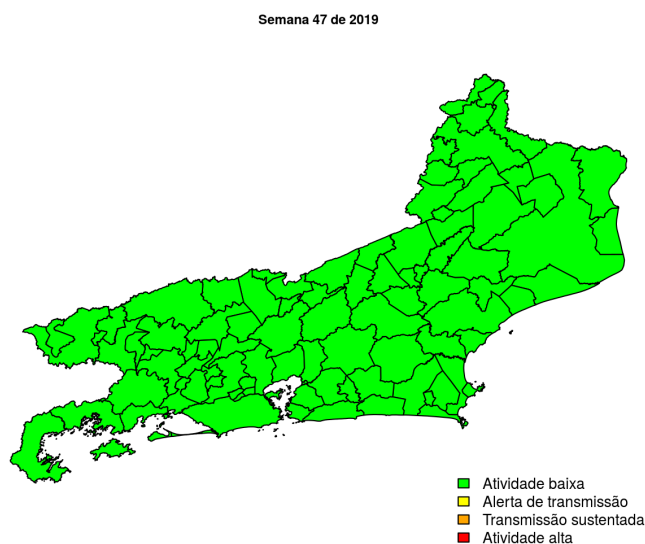 Semana 47 de 2019
Atividade baixa
Alerta de transmissão
Transmissão sustentada
Atividade alta